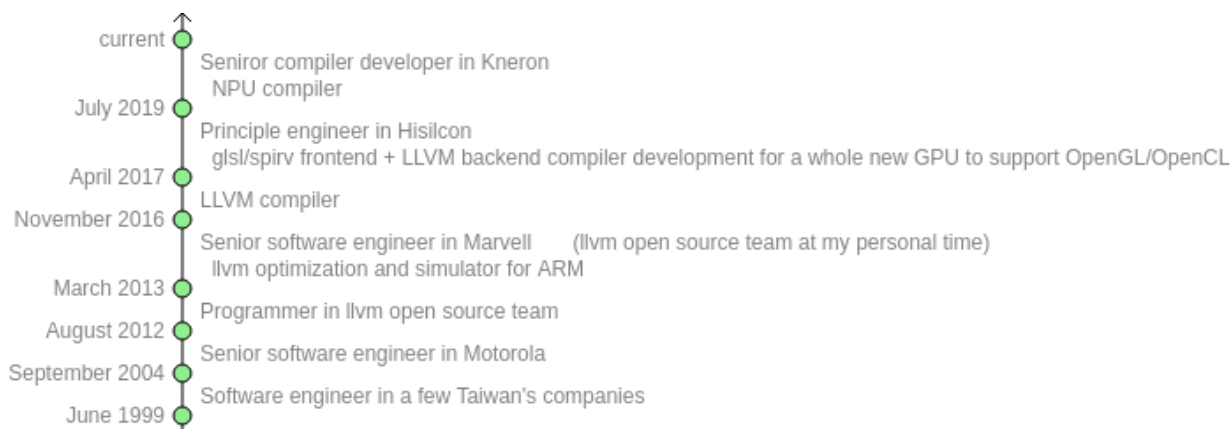 current
Seniror compiler developer in Kneron
NPU compiler
July 2019
Principle engineer in Hisilcon
glsl/spirv frontend + LLVM backend compiler development for a whole new GPU to support OpenGL/OpenCL
April 2017
LLVM compiler
November 2016
Senior software engineer in Marvell (llvm open source team at my personal time)
llvm optimization and simulator for ARM
March 2013
Programmer in llvm open source team
August 2012
Senior software engineer in Motorola
September 2004
Software engineer in a few Taiwan's companies
June 1999